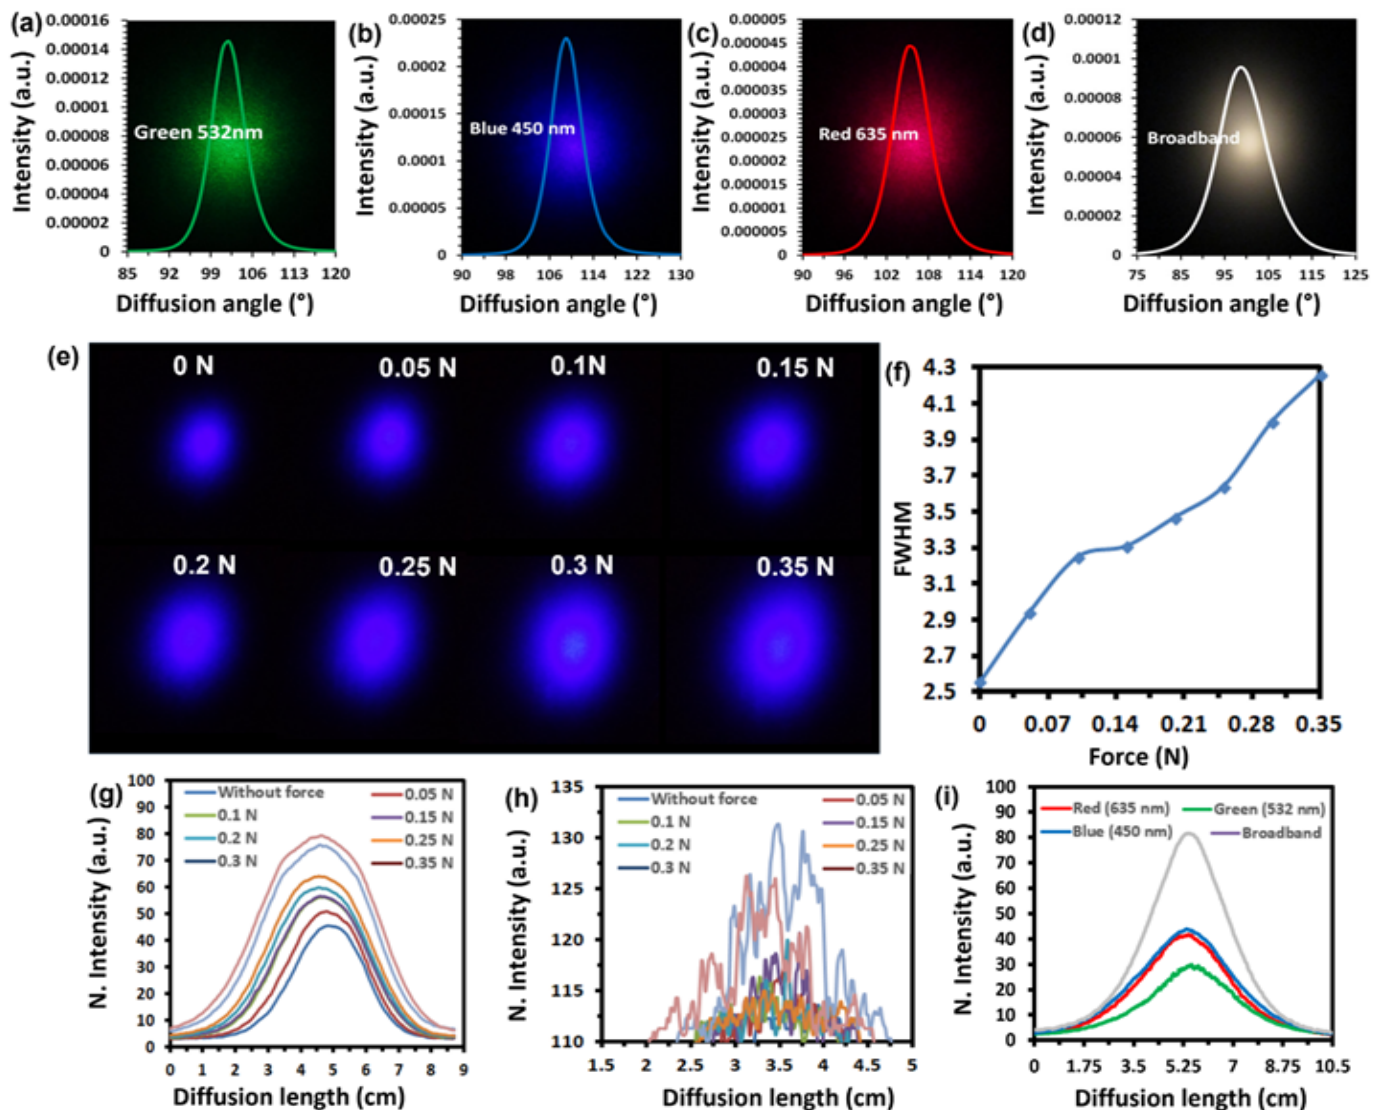 (a)
0.00016
0.00014
0.00012
0.0001
0.00008
0.00006
0.00004
0.00002
0
Intensity (a.u.)
Green 532nm
85 92 99 106 113 120
Diffusion angle (°)
(b)
0.00025
0.0002
0.00015
0.0001
0.00005
0
Intensity (a.u.)
Blue 450 nm
90 98 106 114 122 130
Diffusion angle (°)
(c)
0.00005
0.000045
0.00004
0.000035
0.00003
0.000025
0.00002
0.000015
0.00001
0.000005
0
Intensity (a.u.)
Red 635 nm
90 96 102 108 114 120
Diffusion angle (°)
(d)
0.00012
0.0001
0.00008
0.00006
0.00004
0.00002
0
Intensity (a.u.)
Broadband
75 85 95 105 115 125
Diffusion angle (°)
(e)
0 N 0.05 N 0.1N 0.15 N
0.2 N 0.25 N 0.3 N 0.35 N
(f)
4.3
4.1
3.9
3.7
3.5
3.3
3.1
2.9
2.7
2.5
FWHM
0 0.07 0.14 0.21 0.28 0.35
Force (N)
(g)
100
90
80
70
60
50
40
30
20
10
0
N. Intensity (a.u.)
Without force 0.05 N
0.1 N 0.15 N
0.2 N 0.25 N
0.3 N 0.35 N
0 1 2 3 4 5 6 7 8 9
Diffusion length (cm)
(h)
135
130
125
120
115
110
N. Intensity (a.u.)
Without force 0.05 N
0.1 N 0.15 N
0.2 N 0.25 N
0.3 N 0.35 N
1.5 2 2.5 3 3.5 4 4.5 5
Diffusion length (cm)
(i)
100
90
80
70
60
50
40
30
20
10
0
N. Intensity (a.u.)
Red (635 nm) Green (532 nm)
Blue (450 nm) Broadband
0 1.75 3.5 5.25 7 8.75 10.5
Diffusion length (cm)